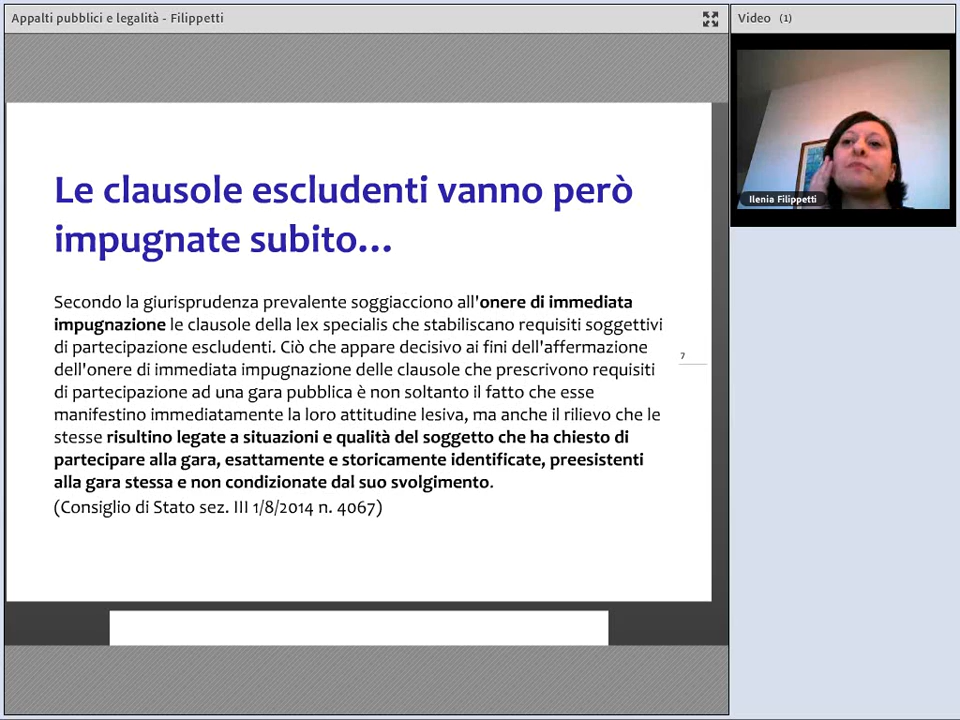 Appalti pubblici e legalità - Filippetti
Video (1)
Ilenia Filippetti
Le clausole escludenti vanno però
impugnate subito...
Secondo la giurisprudenza prevalente soggiacciono all'onere di immediata
impugnazione le clausole della lex specialis che stabiliscano requisiti soggettivi
di partecipazione escludenti. Ciò che appare decisivo ai fini dell'affermazione
dell'onere di immediata impugnazione delle clausole che prescrivono requisiti
di partecipazione ad una gara pubblica è non soltanto il fatto che esse
manifestino immediatamente la loro attitudine lesiva, ma anche il rilievo che le
stesse risultino legate a situazioni e qualità del soggetto che ha chiesto di
partecipare alla gara, esattamente e storicamente identificate, preesistenti
alla gara stessa e non condizionate dal suo svolgimento.
(Consiglio di Stato sez. III 1/8/2014 n. 4067)
7